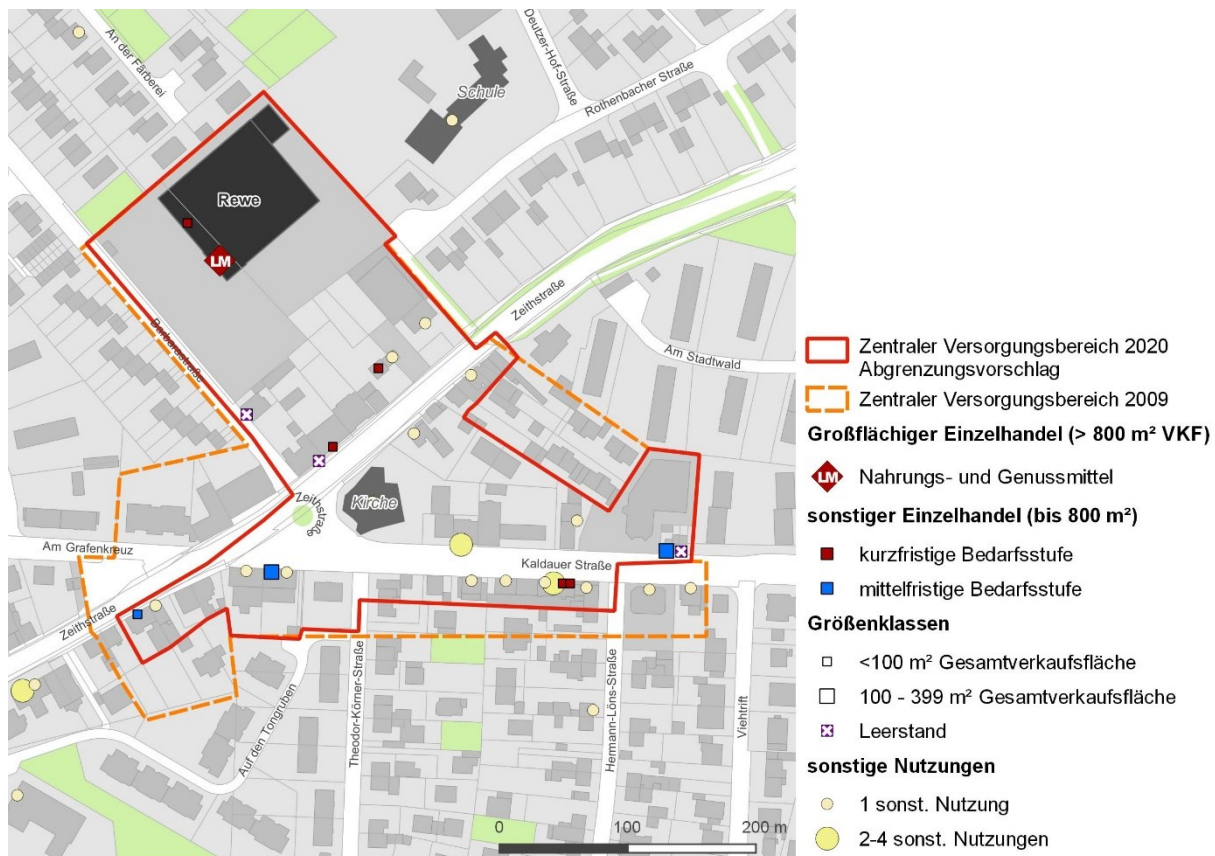 An der Färberei
Deutzer-Hof-Straße
Rothenbacher Straße
Schule
Rewe
LM
Zeithstraße
Am Stadtwald
Barbarastraße
Kirche
Zeithstraße
Am Grafenkreuz
Kaldauer Straße
Zeithstraße
Auf den Tongruben
Theodor-Körner-Straße
Hermann-Löns-Straße
Viehtrift
0 100 200 m
Zentraler Versorgungsbereich 2020
Abgrenzungsvorschlag
Zentraler Versorgungsbereich 2009
Großflächiger Einzelhandel (> 800 m² VKF)
LM Nahrungs- und Genussmittel
sonstiger Einzelhandel (bis 800 m²)
kurzfristige Bedarfsstufe
mittelfristige Bedarfsstufe
Größenklassen
<100 m² Gesamtverkaufsfläche
100 - 399 m² Gesamtverkaufsfläche
Leerstand
sonstige Nutzungen
1 sonst. Nutzung
2-4 sonst. Nutzungen